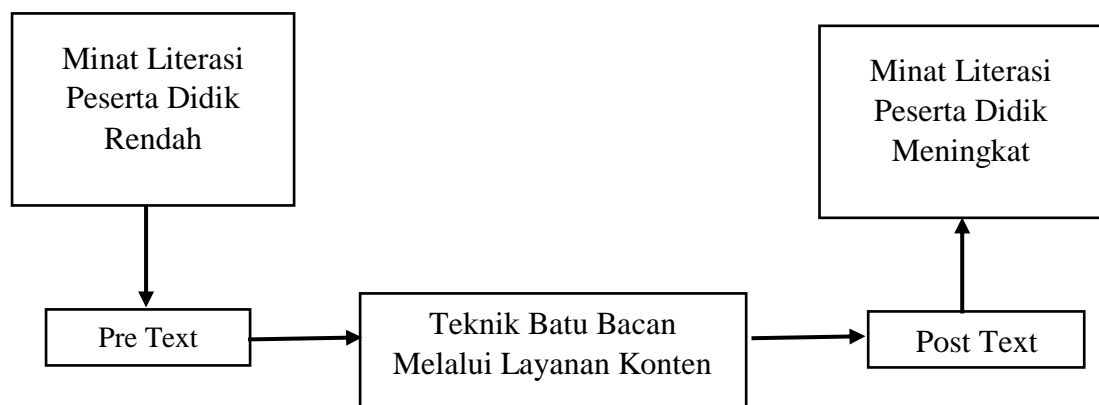 Minat Literasi
Peserta Didik
Rendah
Minat Literasi
Peserta Didik
Meningkat
Pre Text
Teknik Batu Bacan
Melalui Layanan Konten
Post Text